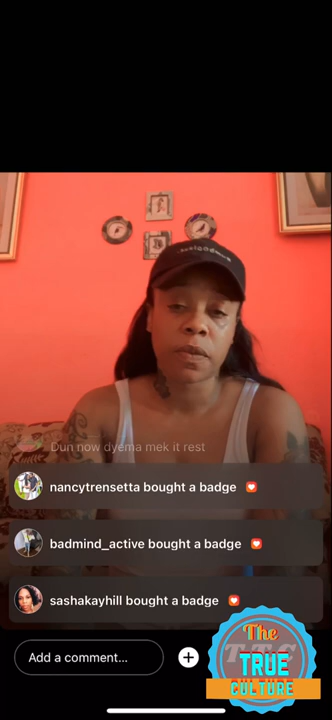 Dun now dyema mek it rest
nancytrensetta bought a badge
badmind_active bought a badge
sashakayhill bought a badge
Add a comment...
The
TTC
TRUE
CULTURE